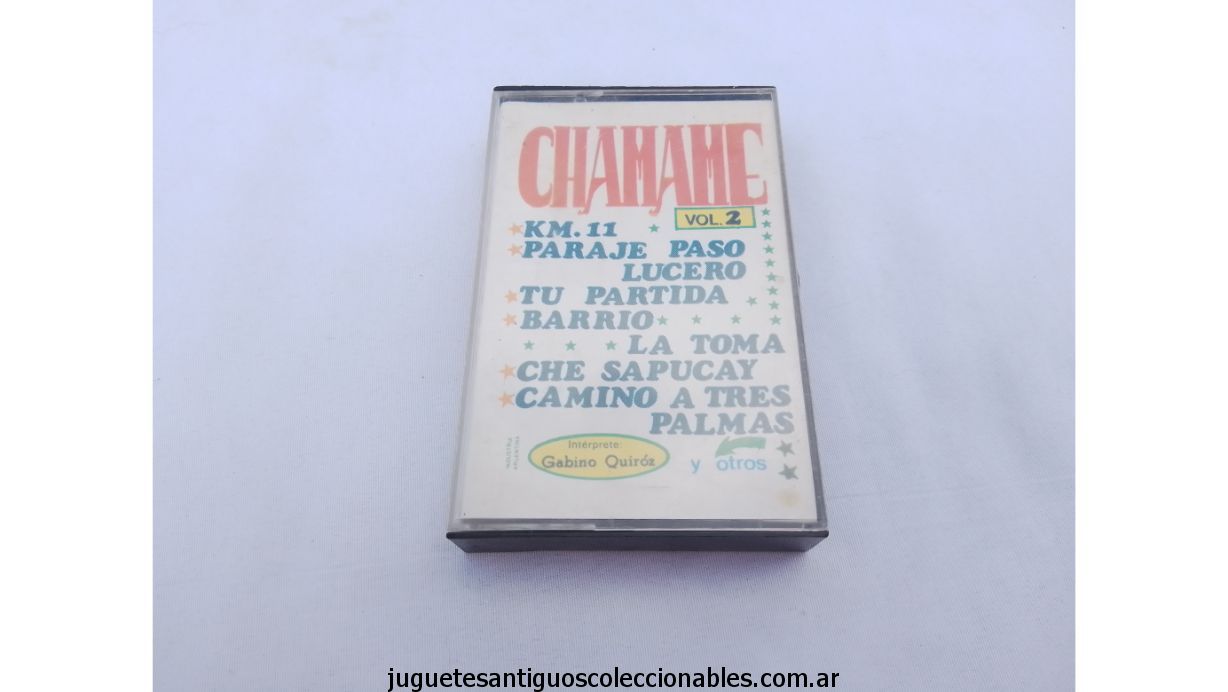 CHAMAME
VOL. 2
KM. 11
PARAJE PASO
LUCERO
TU PARTIDA
BARRIO
LA TOMA
CHE SAPUCAY
CAMINO A TRES
PALMAS
Intérprete:
Gabino Quiróz
y otros
juguetesantiguoscoleccionables.com.ar